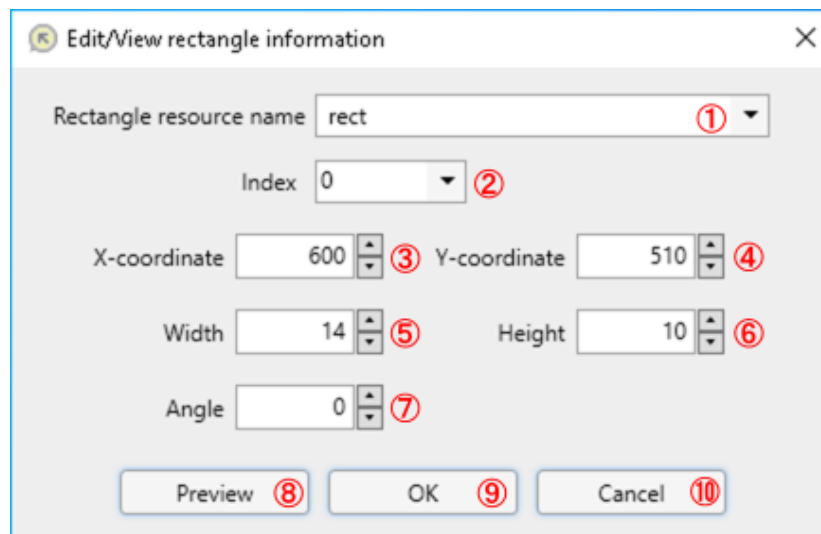 Edit/View rectangle information
Rectangle resource name rect ①
Index 0 ②
X-coordinate 600 ③ Y-coordinate 510 ④
Width 14 ⑤ Height 10 ⑥
Angle 0 ⑦
Preview ⑧ OK ⑨ Cancel ⑩